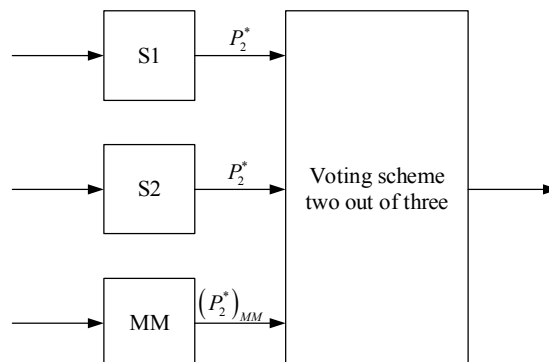 S1
P₂*
S2
P₂*
Voting scheme
two out of three
MM
(P₂*)ₘₘ